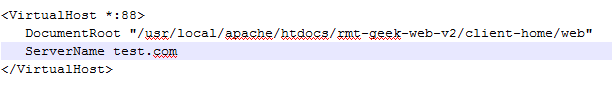 <VirtualHost *:88>
DocumentRoot "/usr/local/apache/htdocs/rmt-geek-web-v2/client-home/web"
ServerName test.com
</VirtualHost>